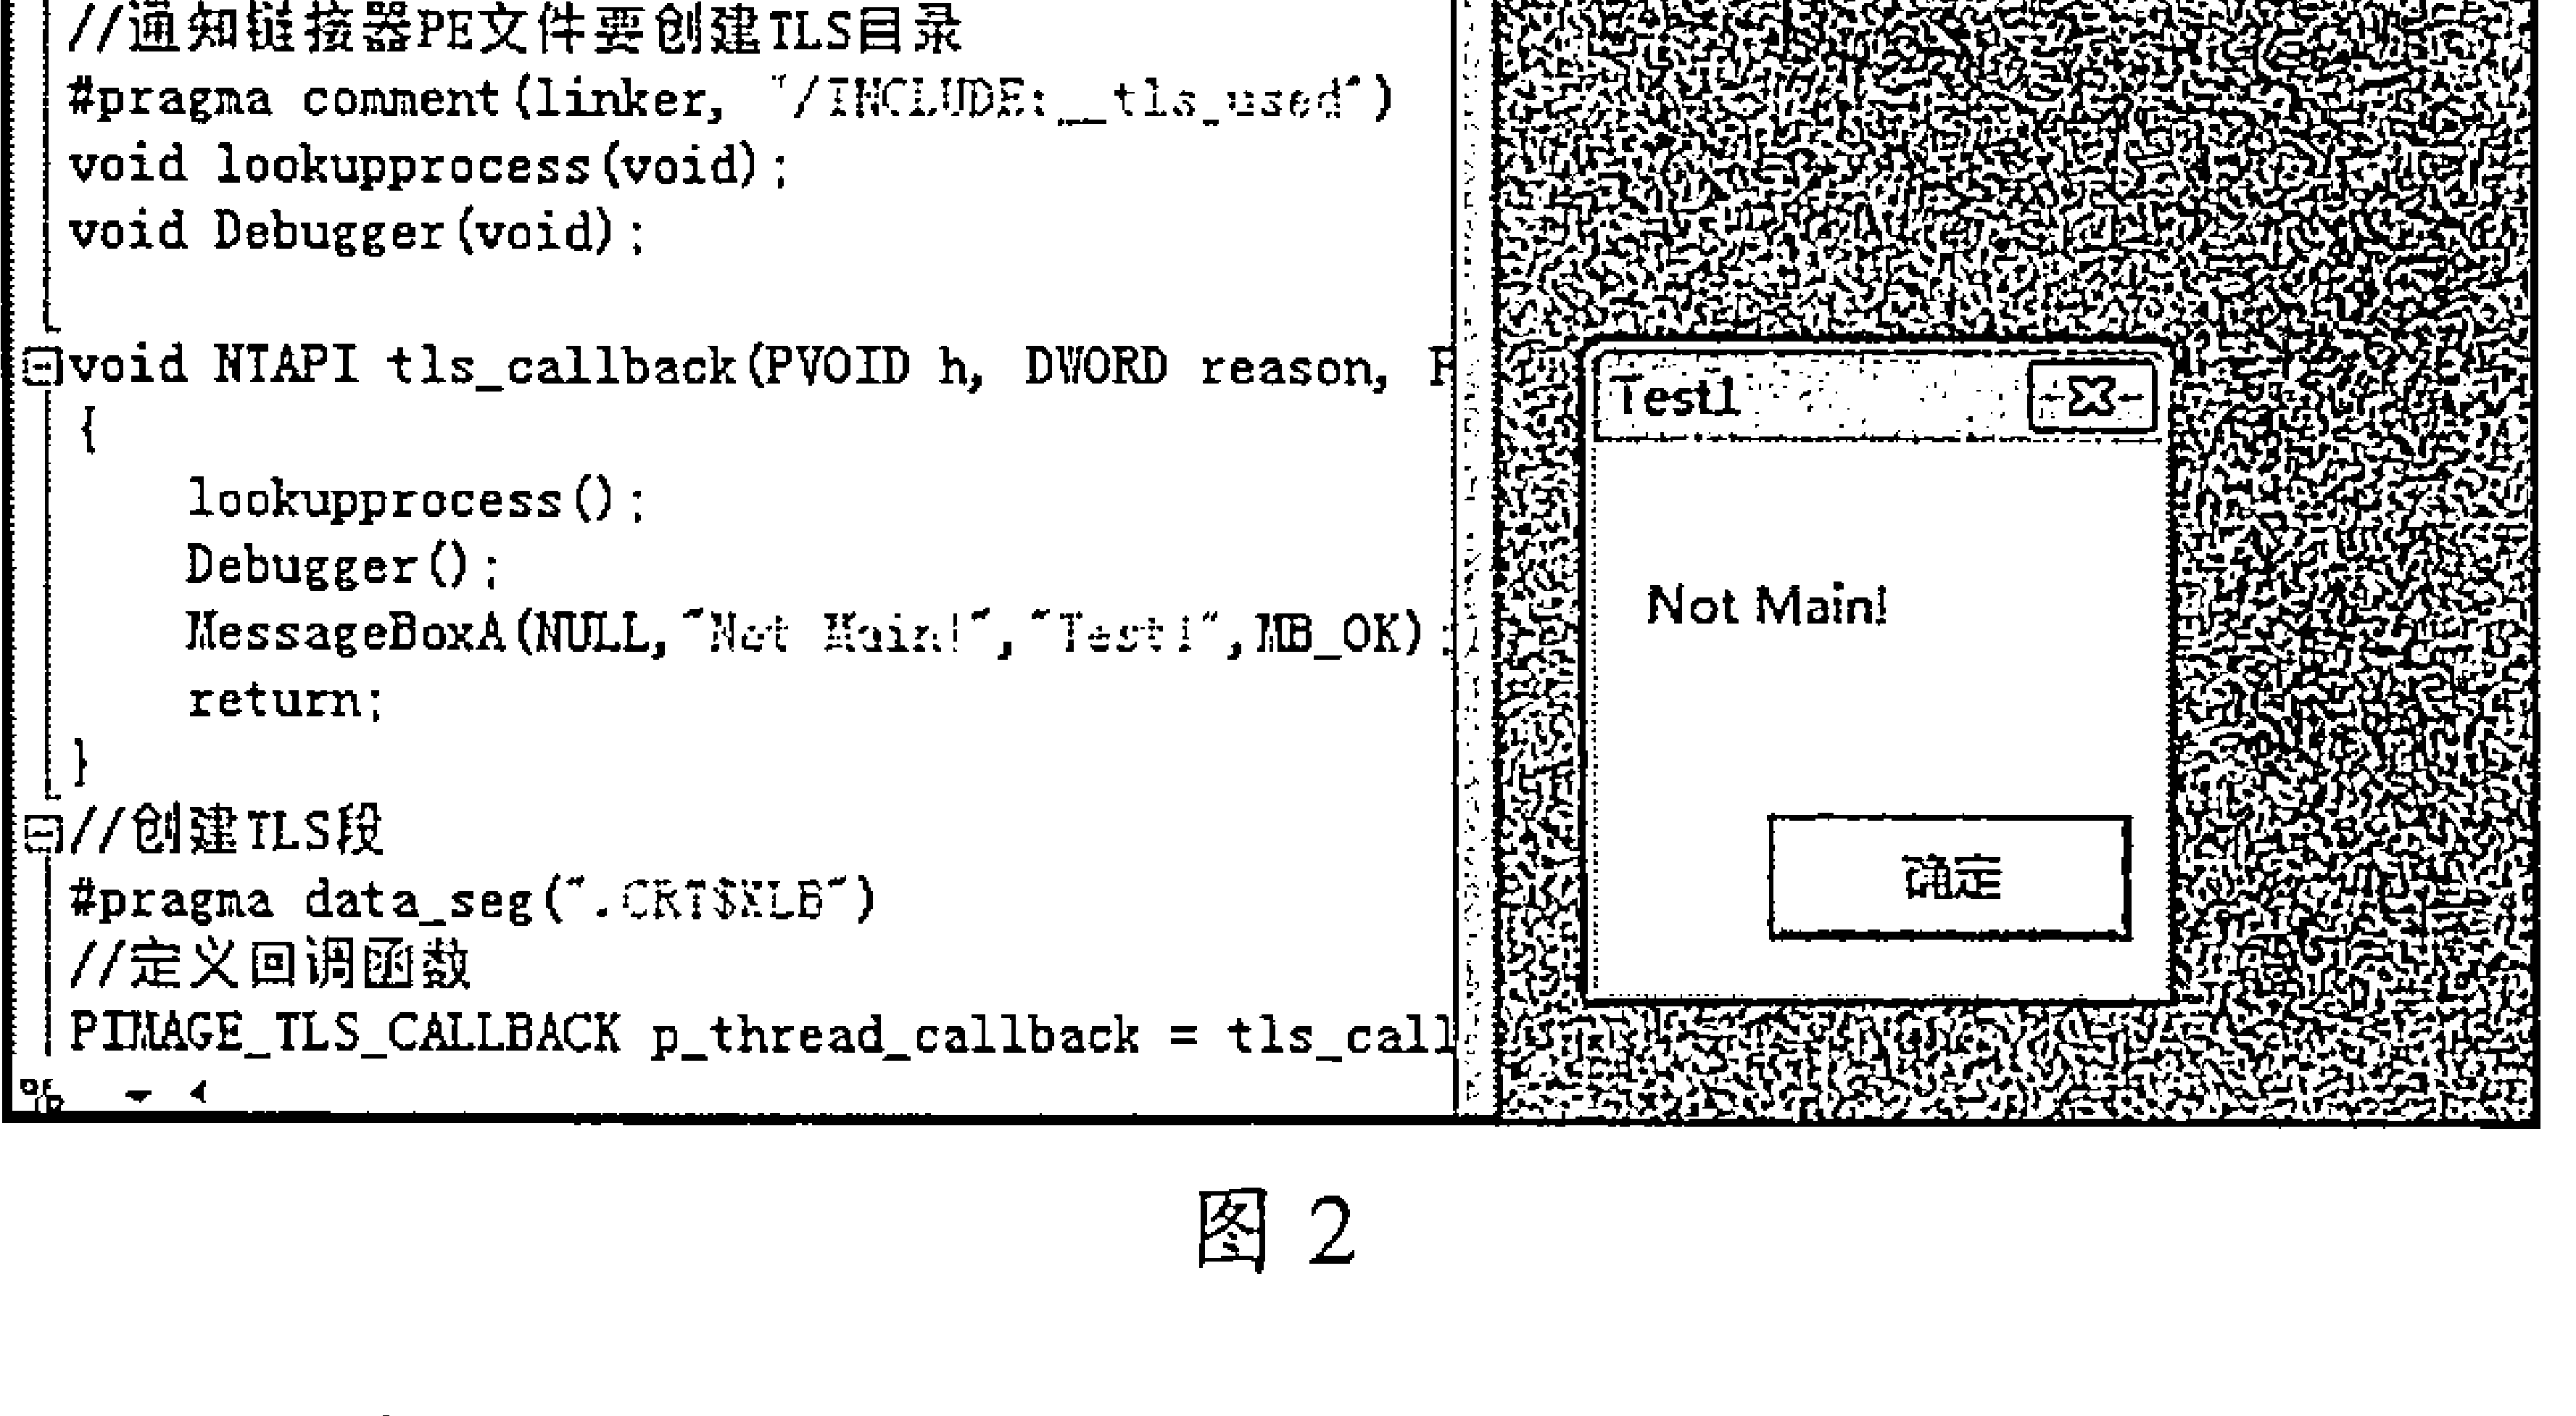 //通知链接器PE文件要创建TLS目录
#pragma comment(linker, "/INCLUDE:__tls_used")
void lookupprocess(void);
void Debugger(void);
void NTAPI tls_callback(PVOID h, DWORD reason, P
{
lookupprocess();
Debugger();
MessageBoxA(NULL,"Not Main!","Test1",MB_OK);
return;
}
//创建TLS段
#pragma data_seg(".CRT$XLB")
//定义回调函数
PIMAGE_TLS_CALLBACK p_thread_callback = tls_call
%
Test1
Not Main!
确定
图 2